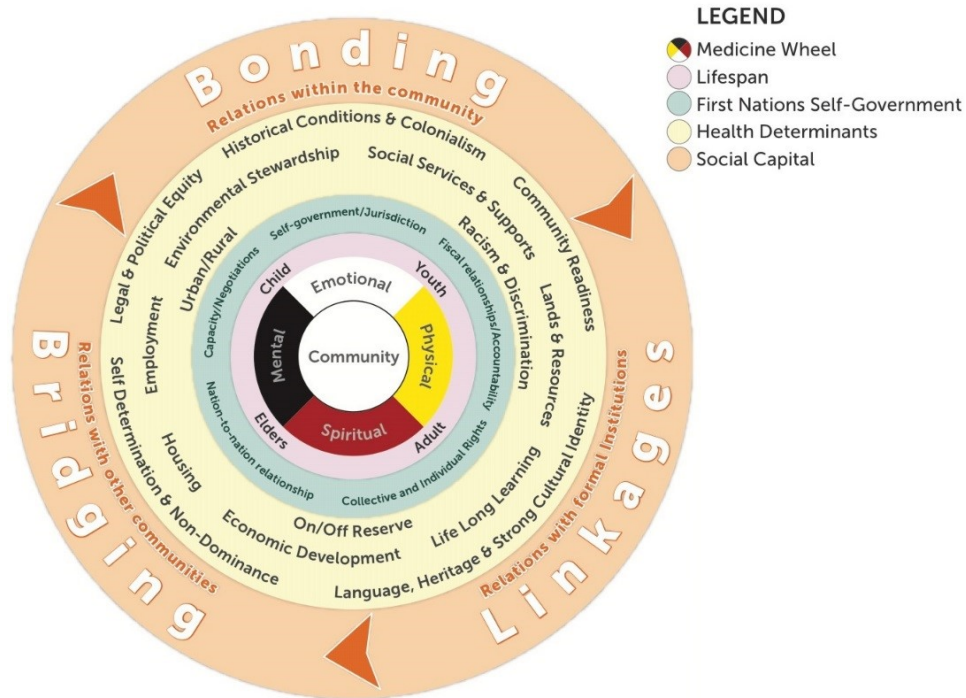 LEGEND
Medicine Wheel
Lifespan
First Nations Self-Government
Health Determinants
Social Capital
Bonding
Relations within the community
Linkages
Relations with formal Institutions
Bridging
Relations with other communities
Historical Conditions & Colonialism
Community Readiness
Legal & Political Equity
Environmental Stewardship
Social Services & Supports
Urban/Rural
Racism & Discrimination
Lands & Resources
Employment
Self Determination & Non-Dominance
Housing
Economic Development
On/Off Reserve
Life Long Learning
Language, Heritage & Strong Cultural Identity
Self-government/Jurisdiction
Fiscal relationships/Accountability
Collective and Individual Rights
Nation-to-nation relationship
Capacity/Negotiations
Child
Youth
Adult
Elders
Emotional
Physical
Spiritual
Mental
Community